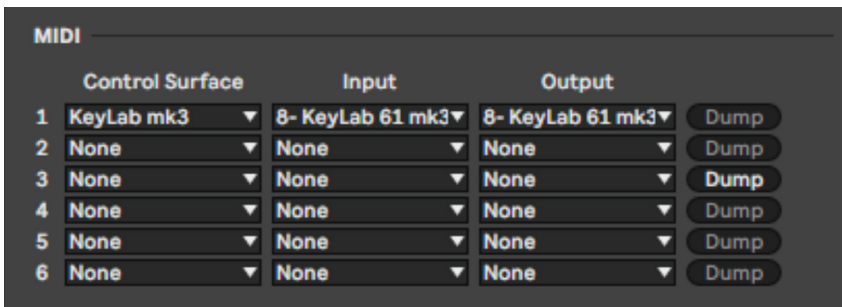 MIDI
Control Surface Input Output
1 KeyLab mk3 8- KeyLab 61 mk3 8- KeyLab 61 mk3 Dump
2 None None None Dump
3 None None None Dump
4 None None None Dump
5 None None None Dump
6 None None None Dump